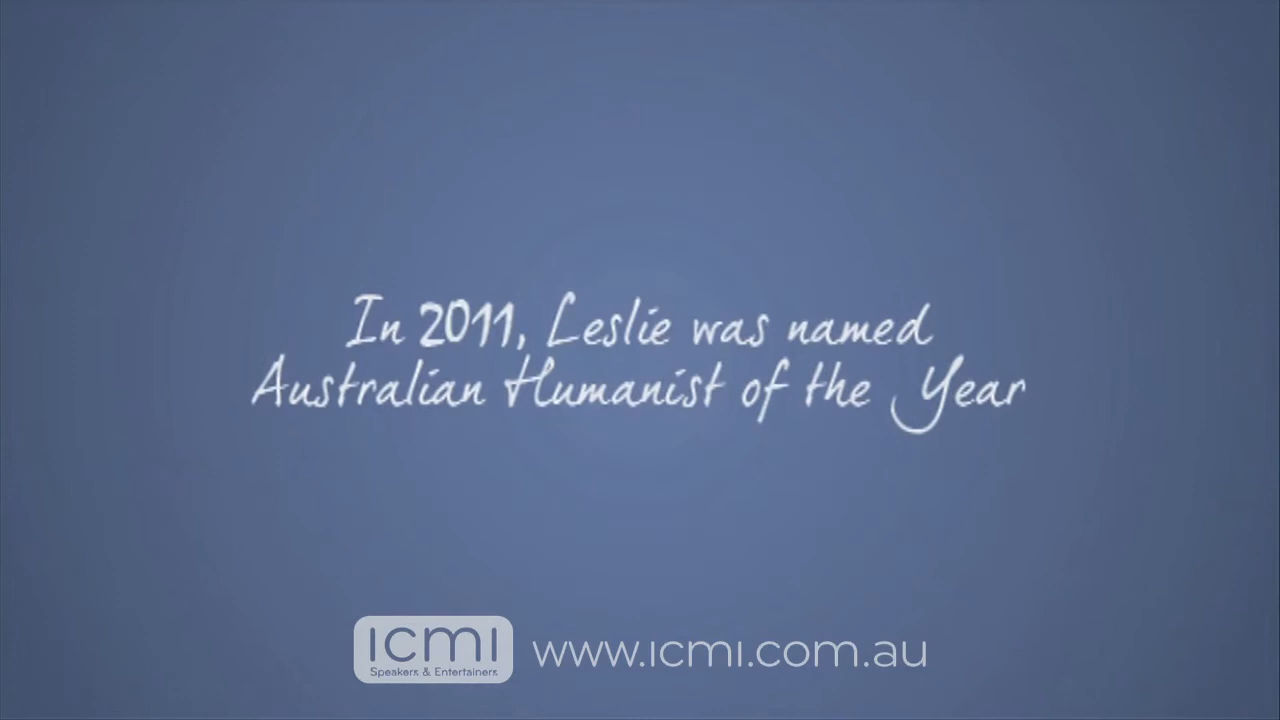 In 2011, Leslie was named
Australian Humanist of the Year
icmi
Speakers & Entertainers
www.icmi.com.au